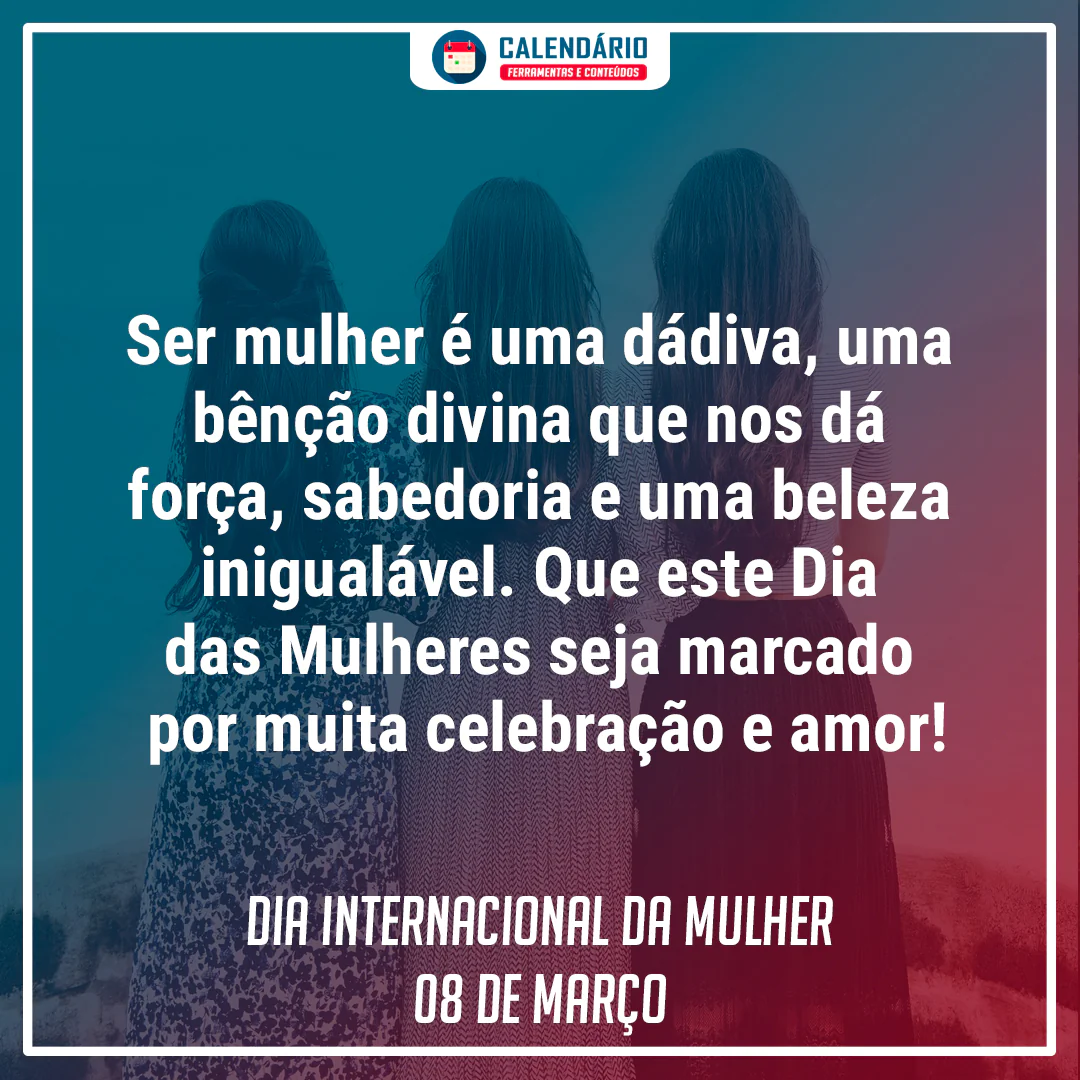 CALENDÁRIO
FERRAMENTAS E CONTEÚDOS
Ser mulher é uma dádiva, uma
bênção divina que nos dá
força, sabedoria e uma beleza
inigualável. Que este Dia
das Mulheres seja marcado
por muita celebração e amor!
DIA INTERNACIONAL DA MULHER
08 DE MARÇO